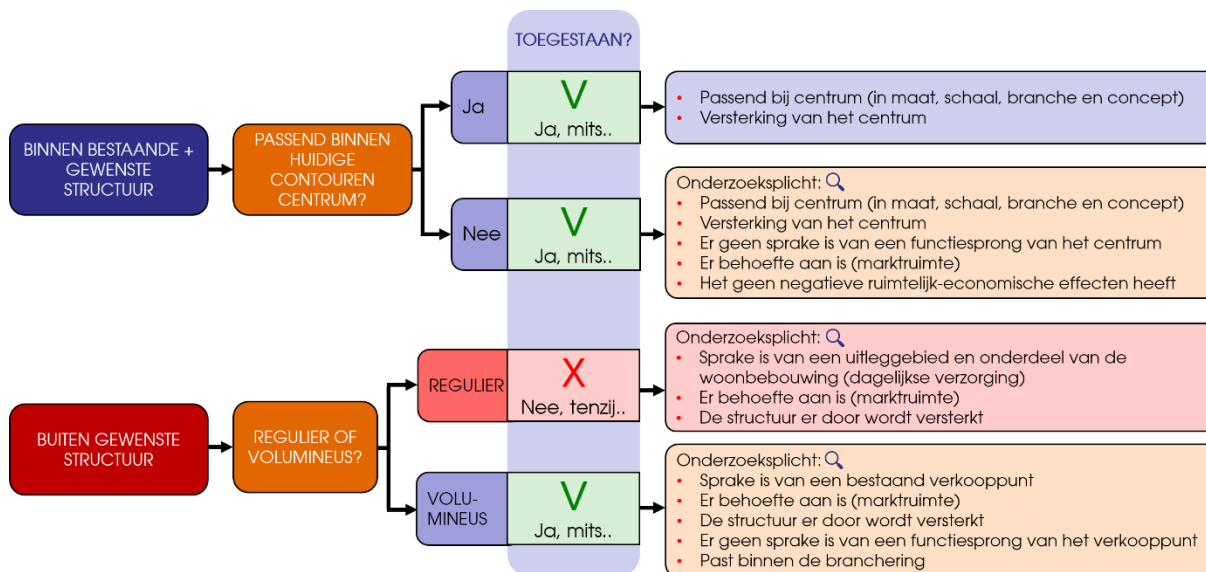 TOEGESTAAN?
BINNEN BESTAANDE +
GEWENSTE
STRUCTUUR
PASSEND BINNEN
HUIDIGE
CONTOUREN
CENTRUM?
Ja
V
Ja, mits..
• Passend bij centrum (in maat, schaal, branche en concept)
• Versterking van het centrum
Nee
V
Ja, mits..
Onderzoeksplicht:
• Passend bij centrum (in maat, schaal, branche en concept)
• Versterking van het centrum
• Er geen sprake is van een functiesprong van het centrum
• Er behoefte aan is (marktruimte)
• Het geen negatieve ruimtelijk-economische effecten heeft
BUITEN GEWENSTE
STRUCTUUR
REGULIER OF
VOLUMINEUS?
REGULIER
X
Nee, tenzij..
Onderzoeksplicht:
• Sprake is van een uitleggebied en onderdeel van de
woonbebouwing (dagelijkse verzorging)
• Er behoefte aan is (marktruimte)
• De structuur er door wordt versterkt
VOLU-
MINEUS
V
Ja, mits..
Onderzoeksplicht:
• Sprake is van een bestaand verkooppunt
• Er behoefte aan is (marktruimte)
• De structuur er door wordt versterkt
• Er geen sprake is van een functiesprong van het verkooppunt
• Past binnen de branchering